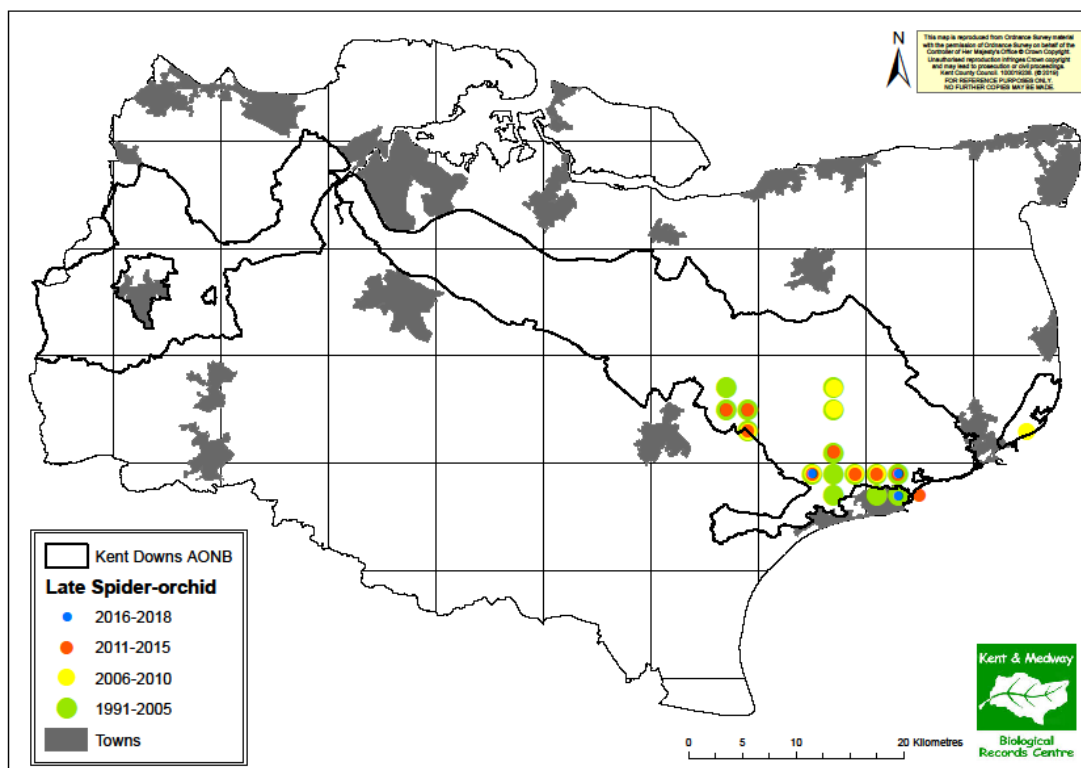 N
This map is reproduced from Ordnance Survey material
with the permission of Ordnance Survey on behalf of the
Controller of Her Majesty's Office © Crown Copyright.
Unauthorised reproduction infringes Crown copyright
and may lead to prosecution or civil proceedings.
Kent County Council. 100019238. (© 2019)
FOR REFERENCE PURPOSES ONLY.
NO FURTHER COPIES MAY BE MADE.
Kent Downs AONB
Late Spider-orchid
2016-2018
2011-2015
2006-2010
1991-2005
Towns
0 5 10 20 Kilometres
Kent & Medway
Biological
Records Centre